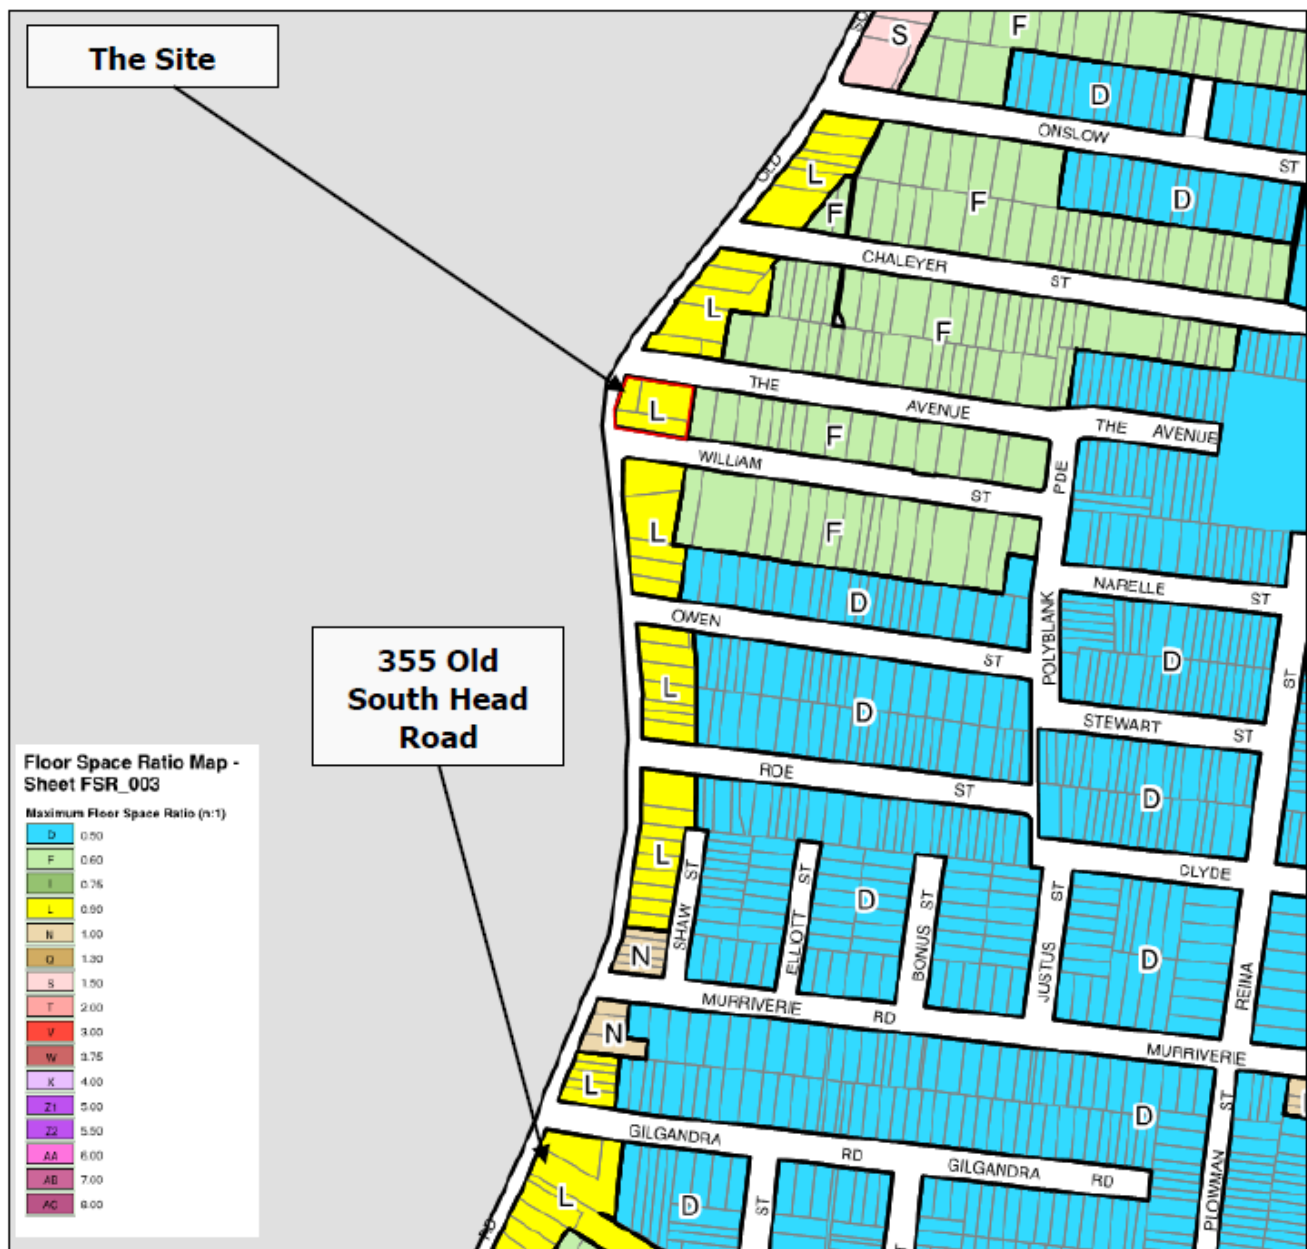 The Site
355 Old
South Head
Road
Floor Space Ratio Map -
Sheet FSR_003
Maximum Floor Space Ratio (n:1)
D 0.50
F 0.60
I 0.75
L 0.90
N 1.00
Q 1.30
S 1.50
T 2.00
V 3.00
W 3.75
X 4.00
Z1 5.00
Z2 5.50
AA 6.00
AB 7.00
AC 8.00
S
F
D
ONSLOW ST
OLD
L
F
F
D
CHALEYER ST
L
F
THE AVENUE
THE AVENUE
L
F
WILLIAM ST
PDE
L
F
D
NARELLE ST
OWEN ST
POLYBLANK
D
ST
L
D
STEWART ST
ROE ST
D
L
SHAW ST
ELLIOTT ST
D
BONUS ST
JUSTUS ST
CLYDE
D
REINA
N
MURRIVERIE RD
MURRIVERIE
N
L
D
GILGANDRA RD
GILGANDRA RD
PLOWMAN ST
L
D
ST
RD